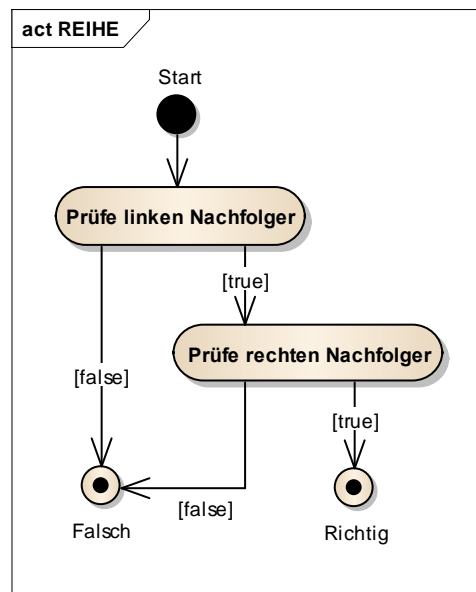 act REIHE
Start
Prüfe linken Nachfolger
[true]
Prüfe rechten Nachfolger
[false]
[true]
[false]
Falsch
Richtig